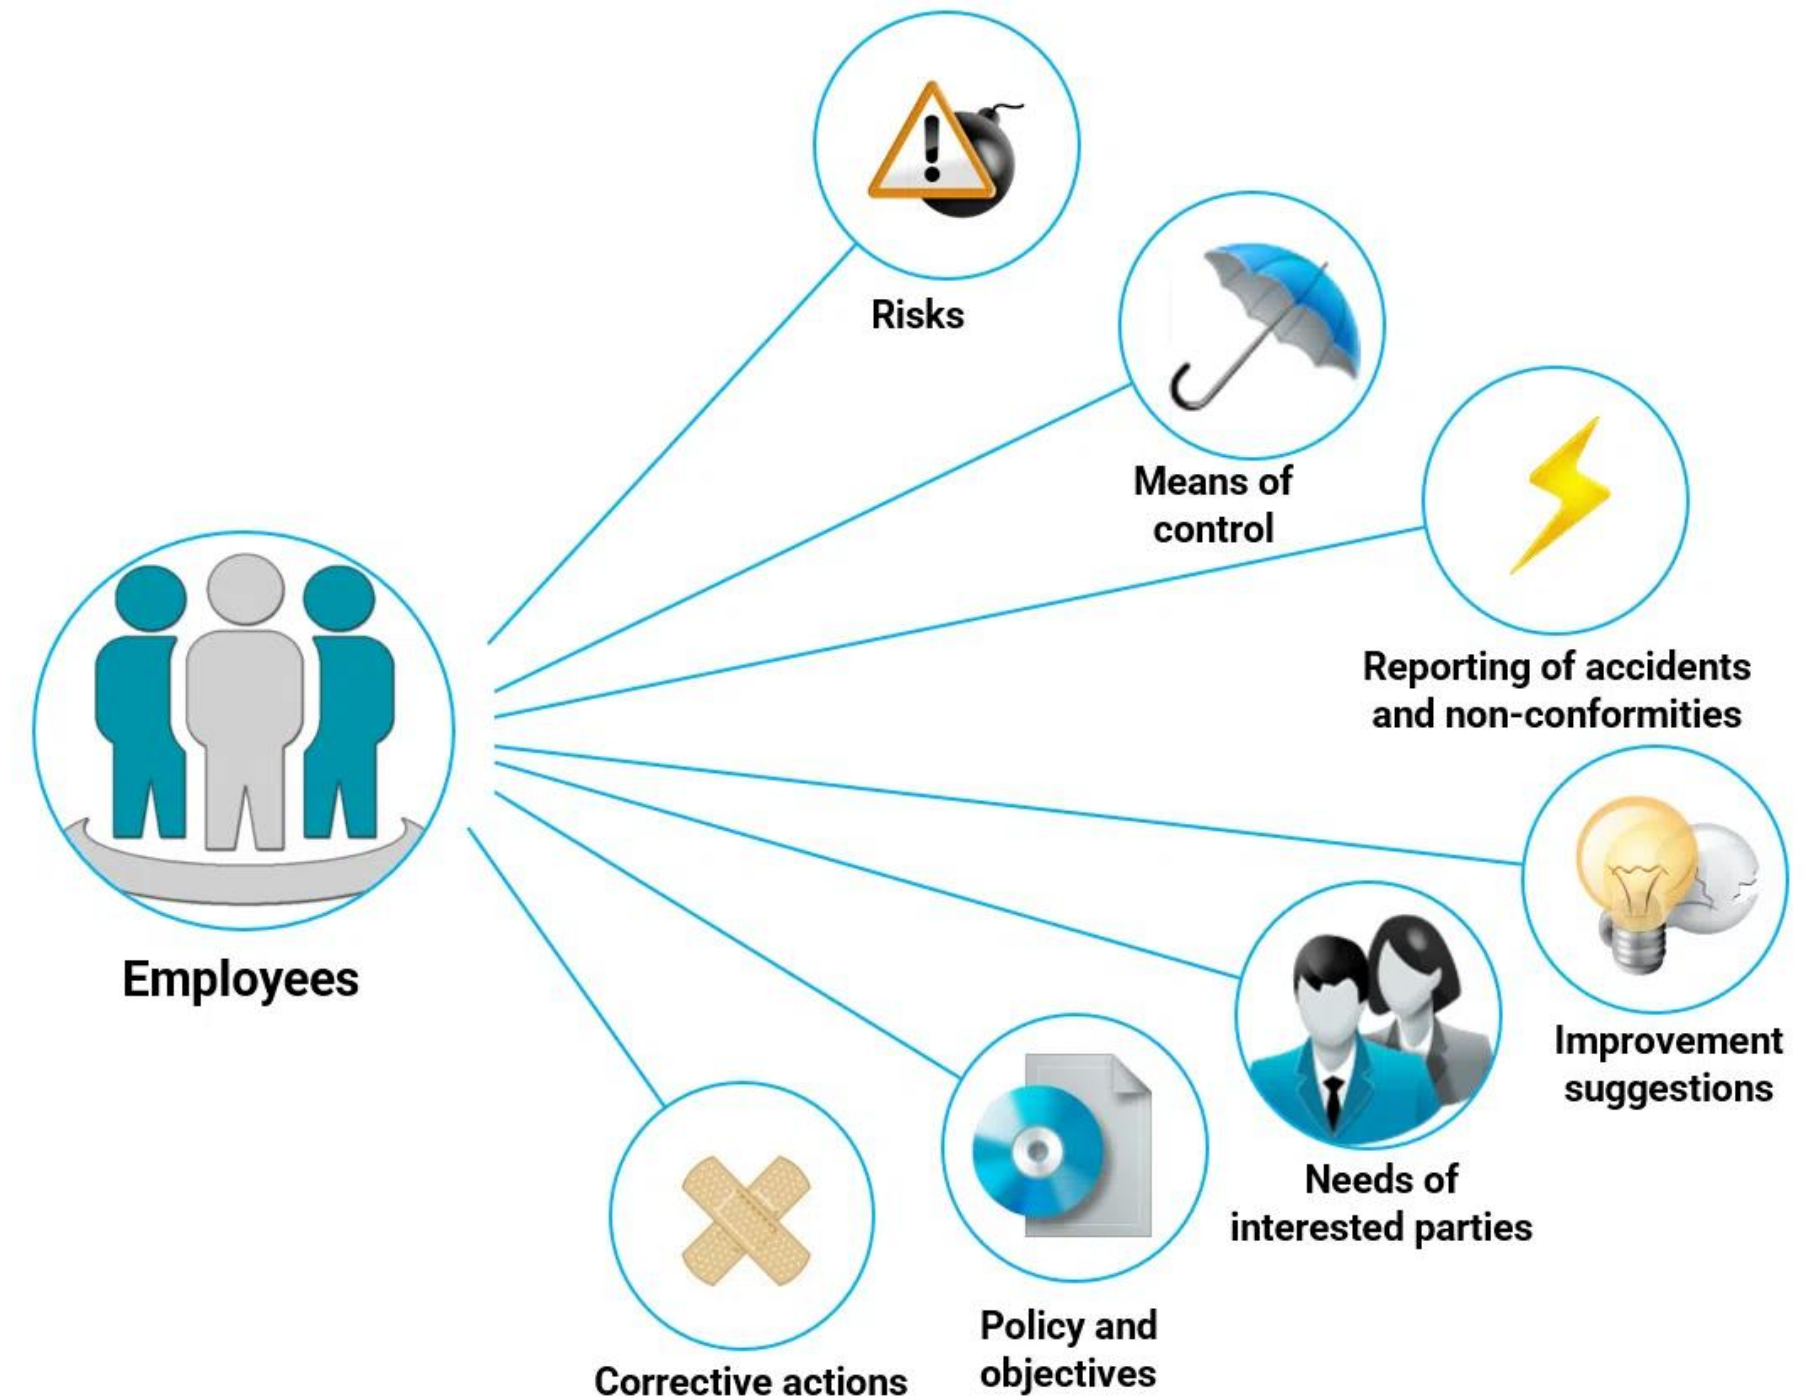 Risks
Means of
control
Reporting of accidents
and non-conformities
Employees
Improvement
suggestions
Needs of
interested parties
Policy and
objectives
Corrective actions